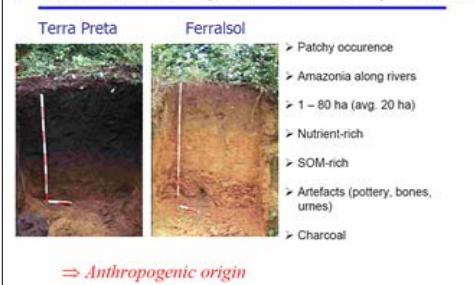 Terra Preta
Ferralsol
➢ Patchy occurence
➢ Amazonia along rivers
➢ 1 – 80 ha (avg. 20 ha)
➢ Nutrient-rich
➢ SOM-rich
➢ Artefacts (pottery, bones,
urnes)
➢ Charcoal
⇒ Anthropogenic origin